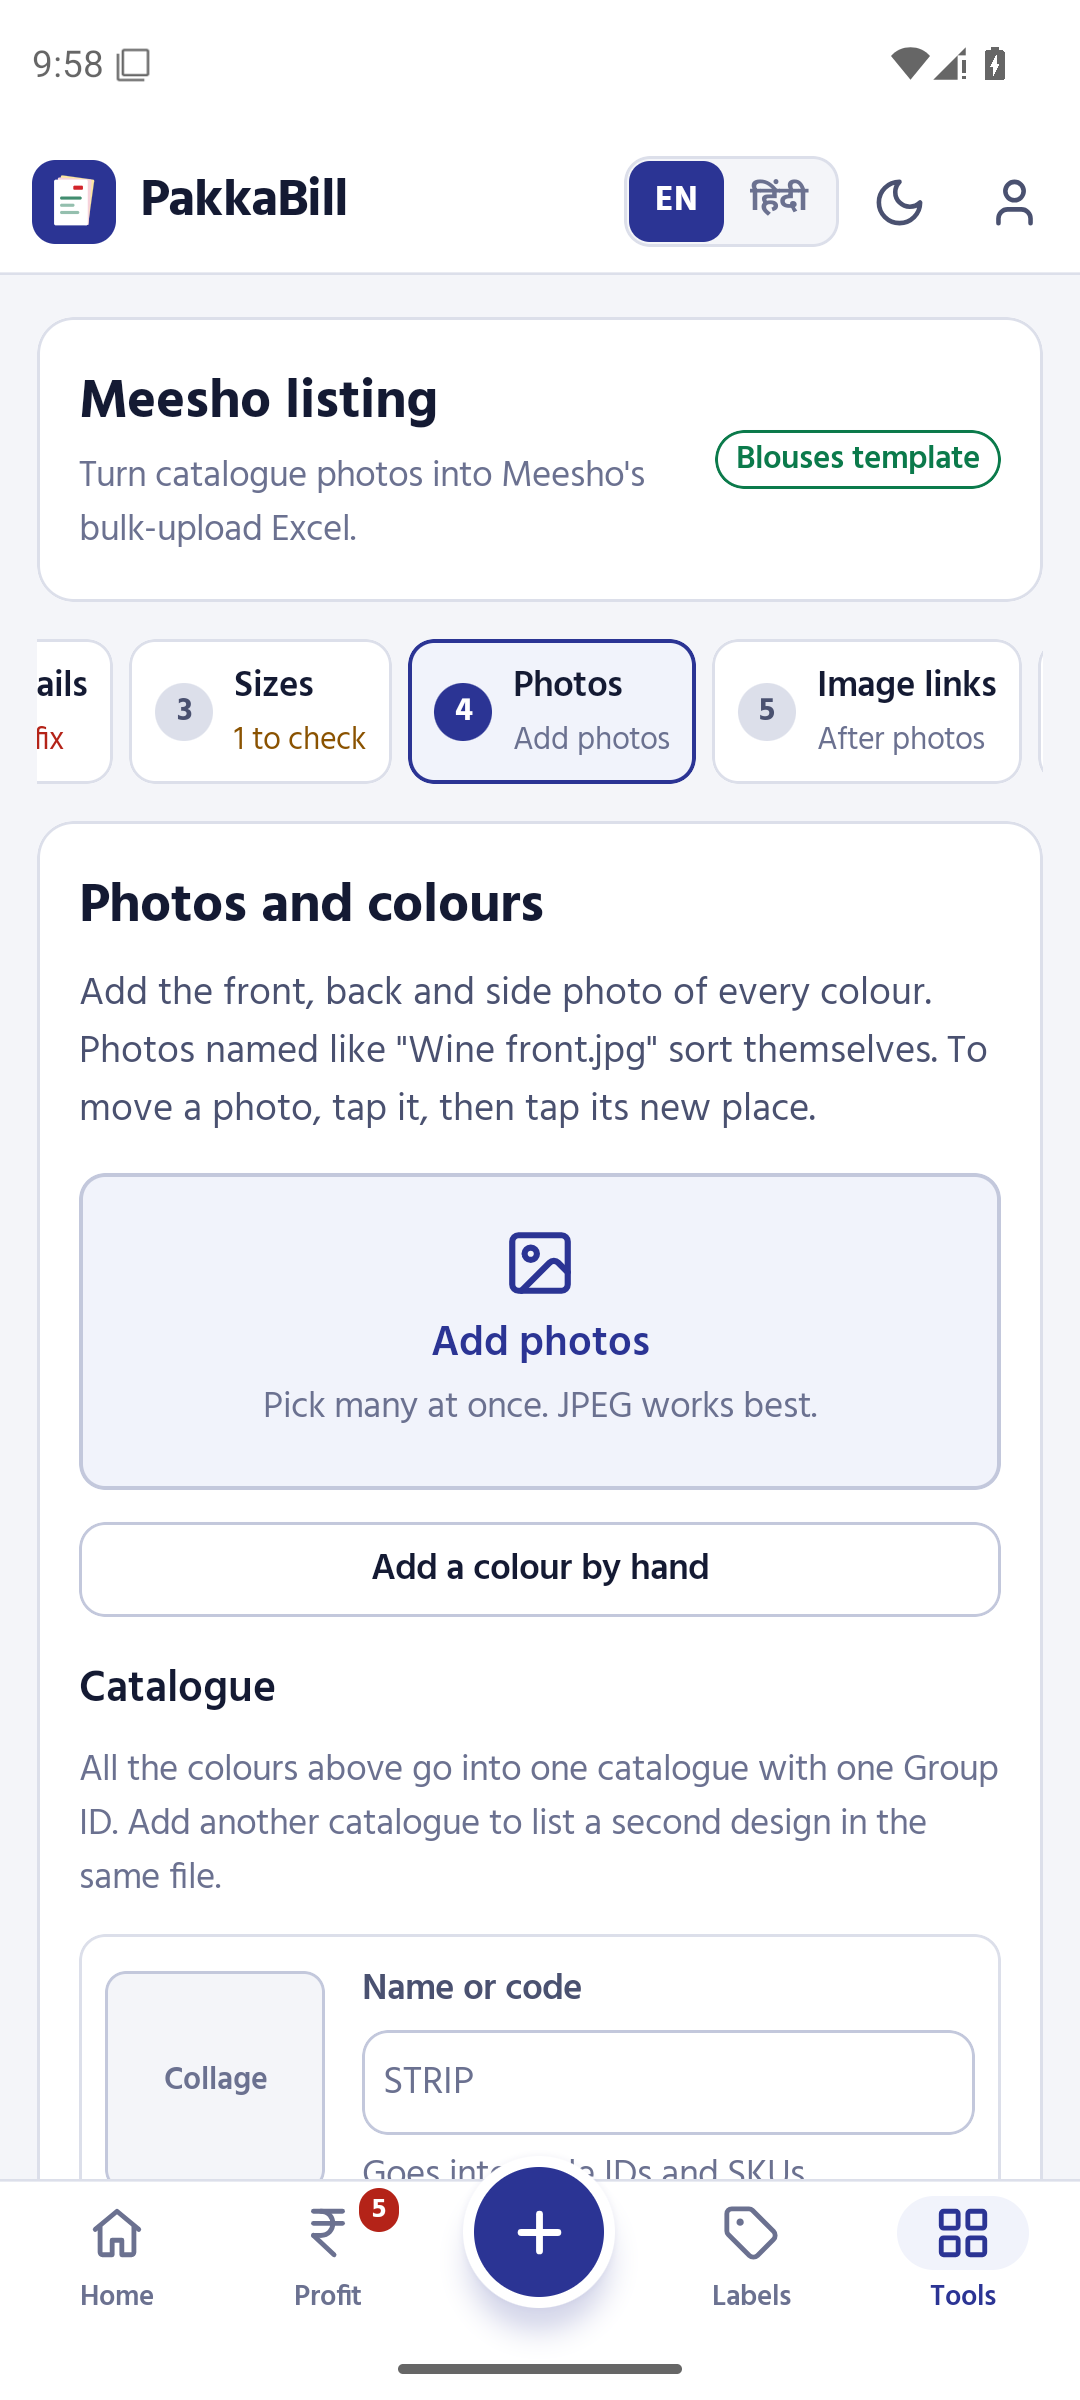 9:58
PakkaBill
EN हिंदी
Meesho listing
Turn catalogue photos into Meesho's
bulk-upload Excel.
Blouses template
ails
fix
3 Sizes
1 to check
4 Photos
Add photos
5 Image links
After photos
Photos and colours
Add the front, back and side photo of every colour.
Photos named like "Wine front.jpg" sort themselves. To
move a photo, tap it, then tap its new place.
Add photos
Pick many at once. JPEG works best.
Add a colour by hand
Catalogue
All the colours above go into one catalogue with one Group
ID. Add another catalogue to list a second design in the
same file.
Collage
Name or code
STRIP
Goes IDs and SKUs
5
Home
Profit
Labels
Tools